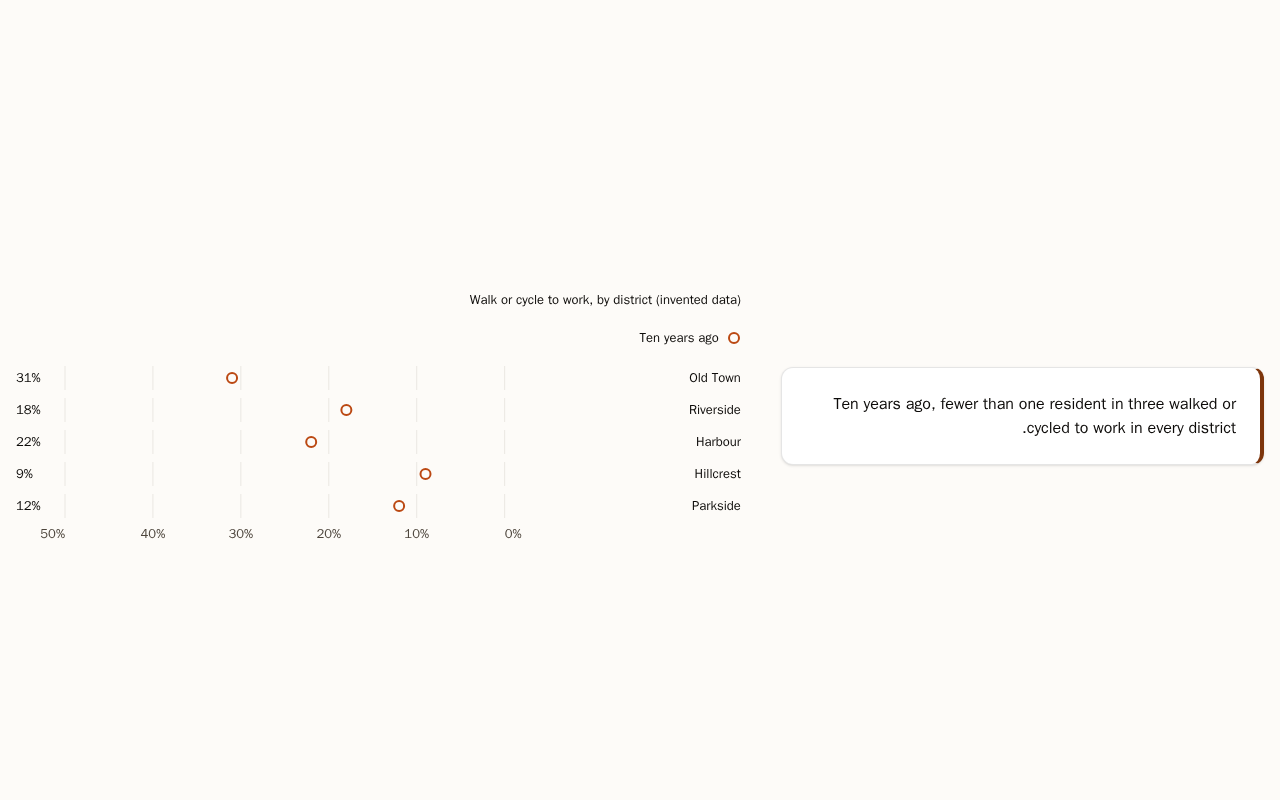 Walk or cycle to work, by district (invented data)
Ten years ago
Old Town 31%
Riverside 18%
Harbour 22%
Hillcrest 9%
Parkside 12%
0% 10% 20% 30% 40% 50%
Ten years ago, fewer than one resident in three walked or
cycled to work in every district.